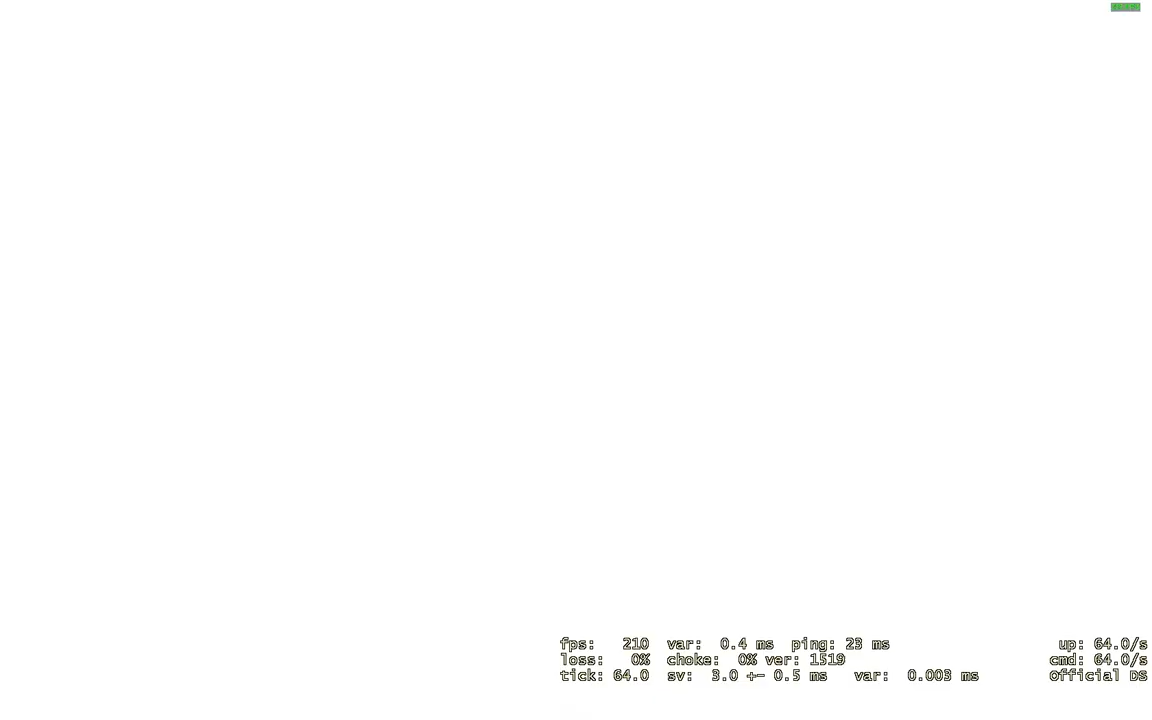 fps: 210 var: 0.4 ms ping: 23 ms up: 64.0/s
loss: 0% choke: 0% ver: 1519 cmd: 64.0/s
tick: 64.0 sv: 3.0 +- 0.5 ms var: 0.003 ms Official DS